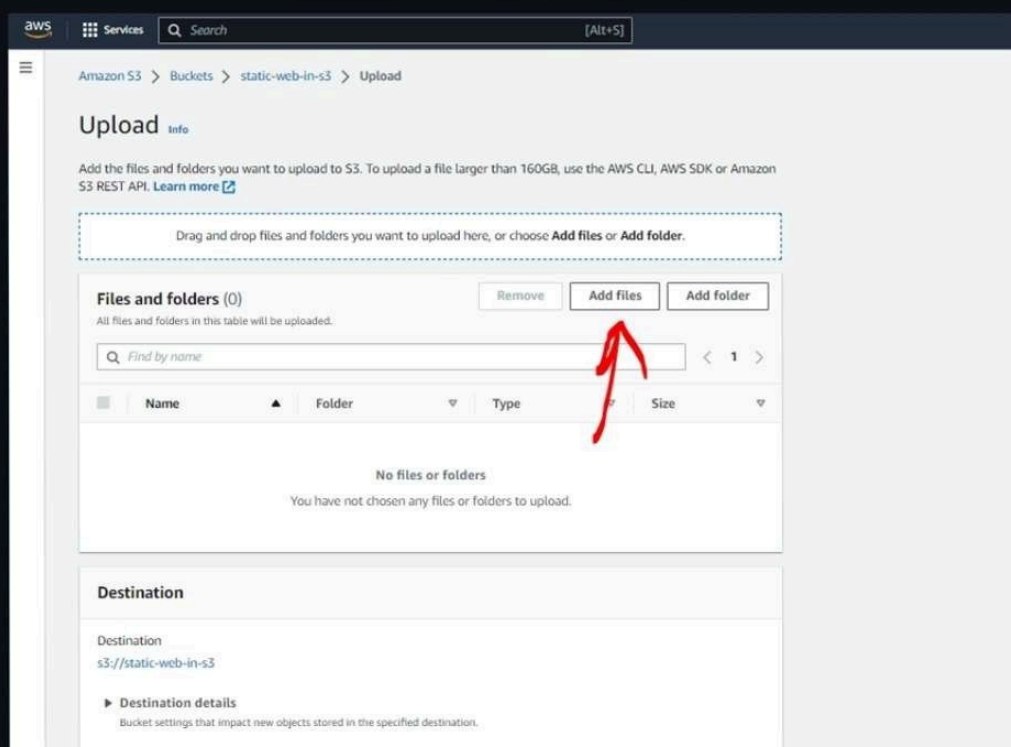 aws
Services
Search
[Alt+S]
Amazon S3 > Buckets > static-web-in-s3 > Upload
Upload Info
Add the files and folders you want to upload to S3. To upload a file larger than 160GB, use the AWS CLI, AWS SDK or Amazon
S3 REST API. Learn more
Drag and drop files and folders you want to upload here, or choose Add files or Add folder.
Files and folders (0)
Remove
Add files
Add folder
All files and folders in this table will be uploaded.
Find by name
< 1 >
Name
Folder
Type
Size
No files or folders
You have not chosen any files or folders to upload.
Destination
Destination
s3://static-web-in-s3
Destination details
Bucket settings that impact new objects stored in the specified destination.